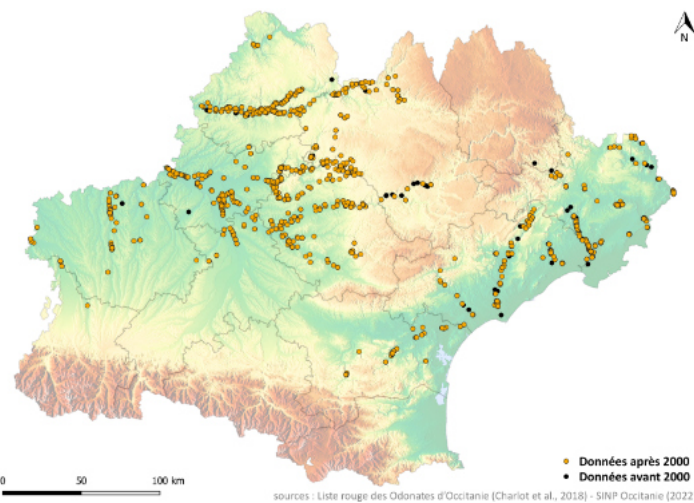 N
Données après 2000
Données avant 2000
0 50 100 km
sources : Liste rouge des Odonates d'Occitanie (Charlot et al., 2018) - SINP Occitanie (2022